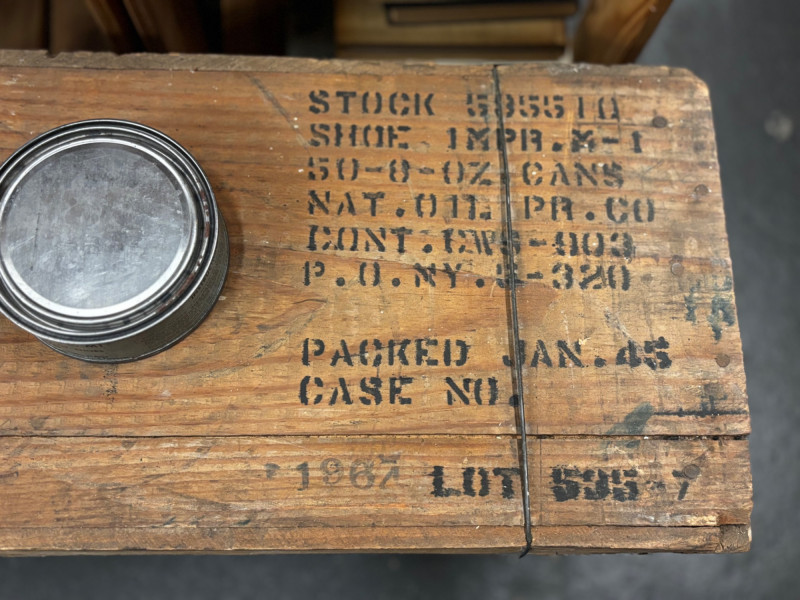 STOCK 595510
SHOE IMPR.M-1
50-8-OZ CANS
NAT.OIL PR.CO
CONT.CWS-903
P.O.NY.S-320
PACKED JAN.45
CASE NO.
1967 LOT 595-7